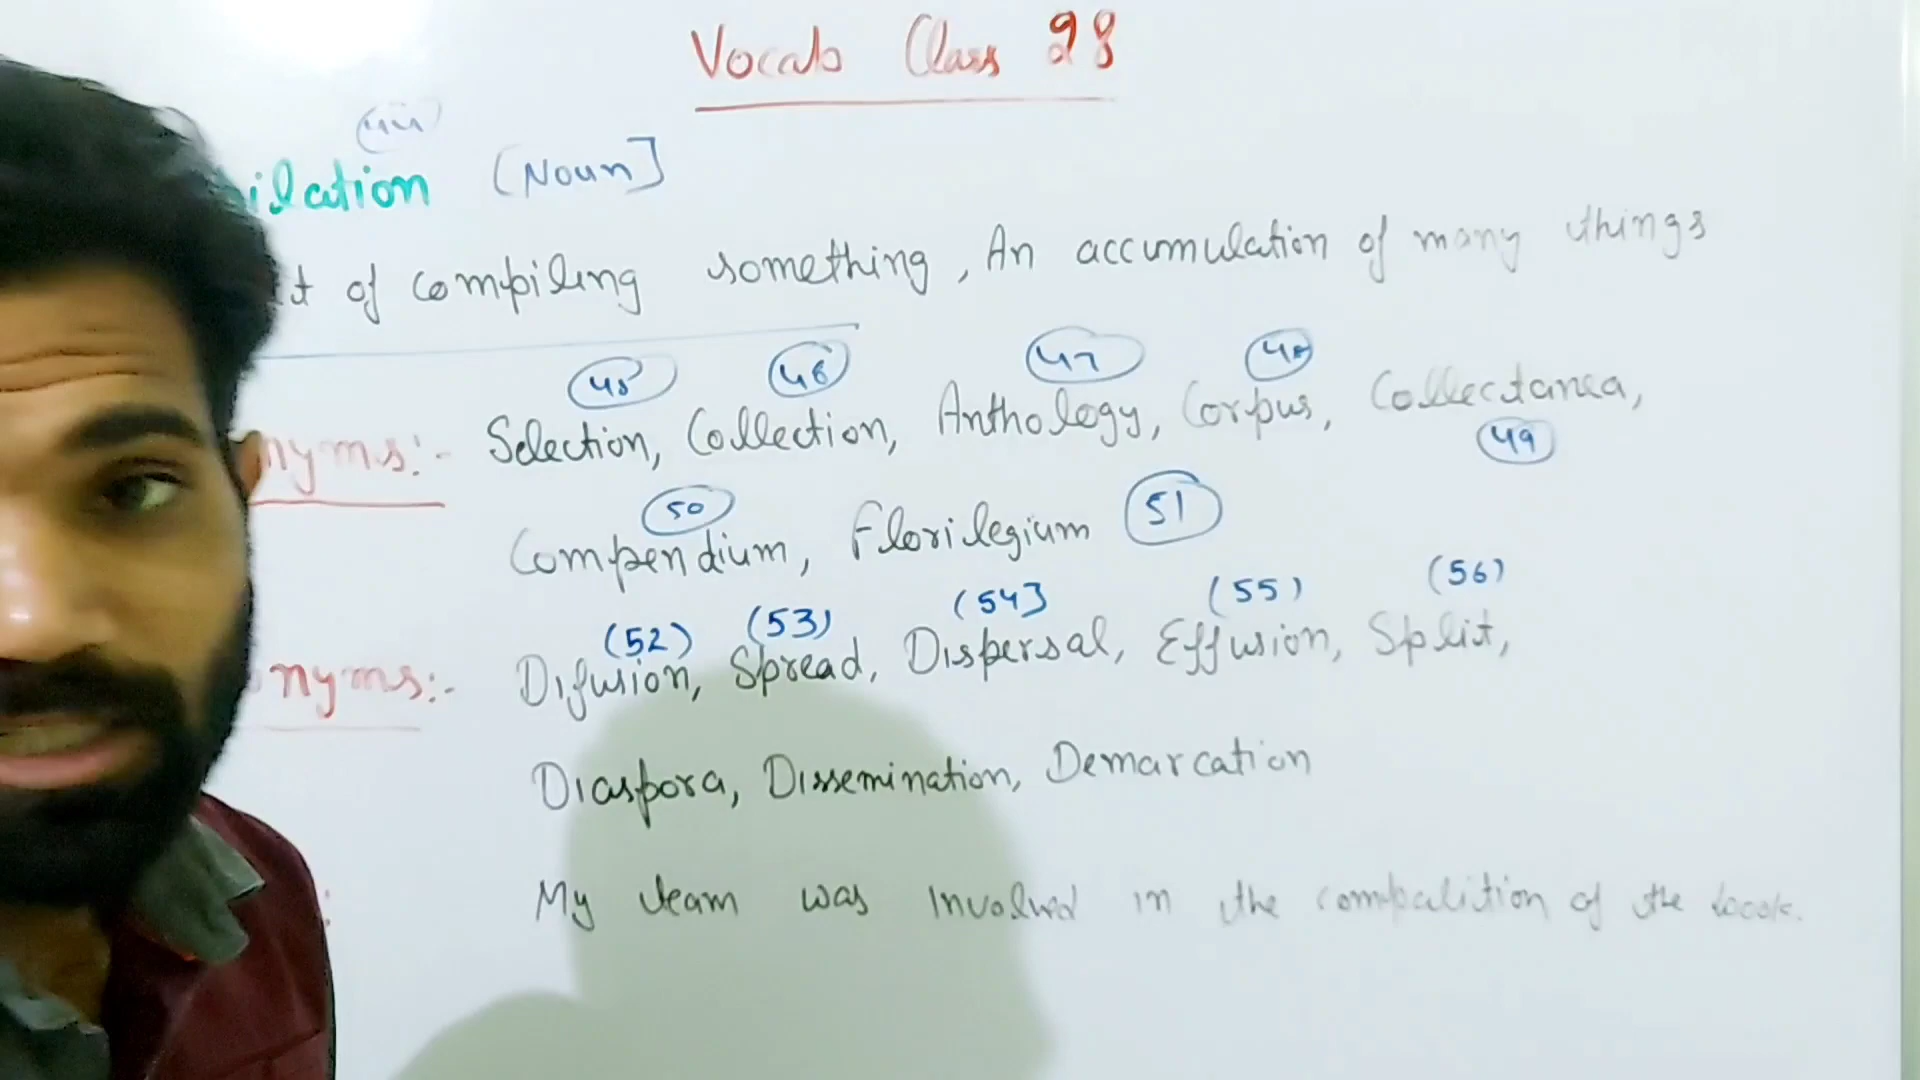 Vocab Class 28
(44)
ilation (Noun]
of compiling something, An accumulation of many things
45 46 47 48
nyms:- Selection, Collection, Anthology, Corpus, Collectanea,
49
50
Compendium, Florilegium 51
(52) (53) (54] (55) (56)
nyms:- Difusion, Spread, Dispersal, Effusion, Split,
Diaspora, Dissemination, Demarcation
: My team was involved in the compalition of the book.